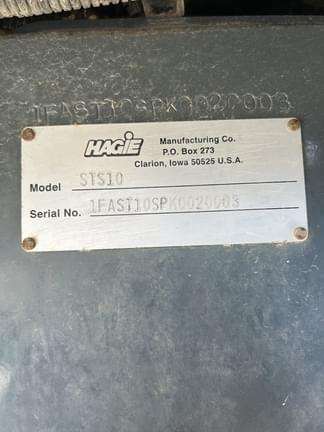 1FAST10SPK0020003
HAGIE Manufacturing Co.
P.O. Box 273
Clarion, Iowa 50525 U.S.A.
Model STS10
Serial No. 1FAST10SPK0020003